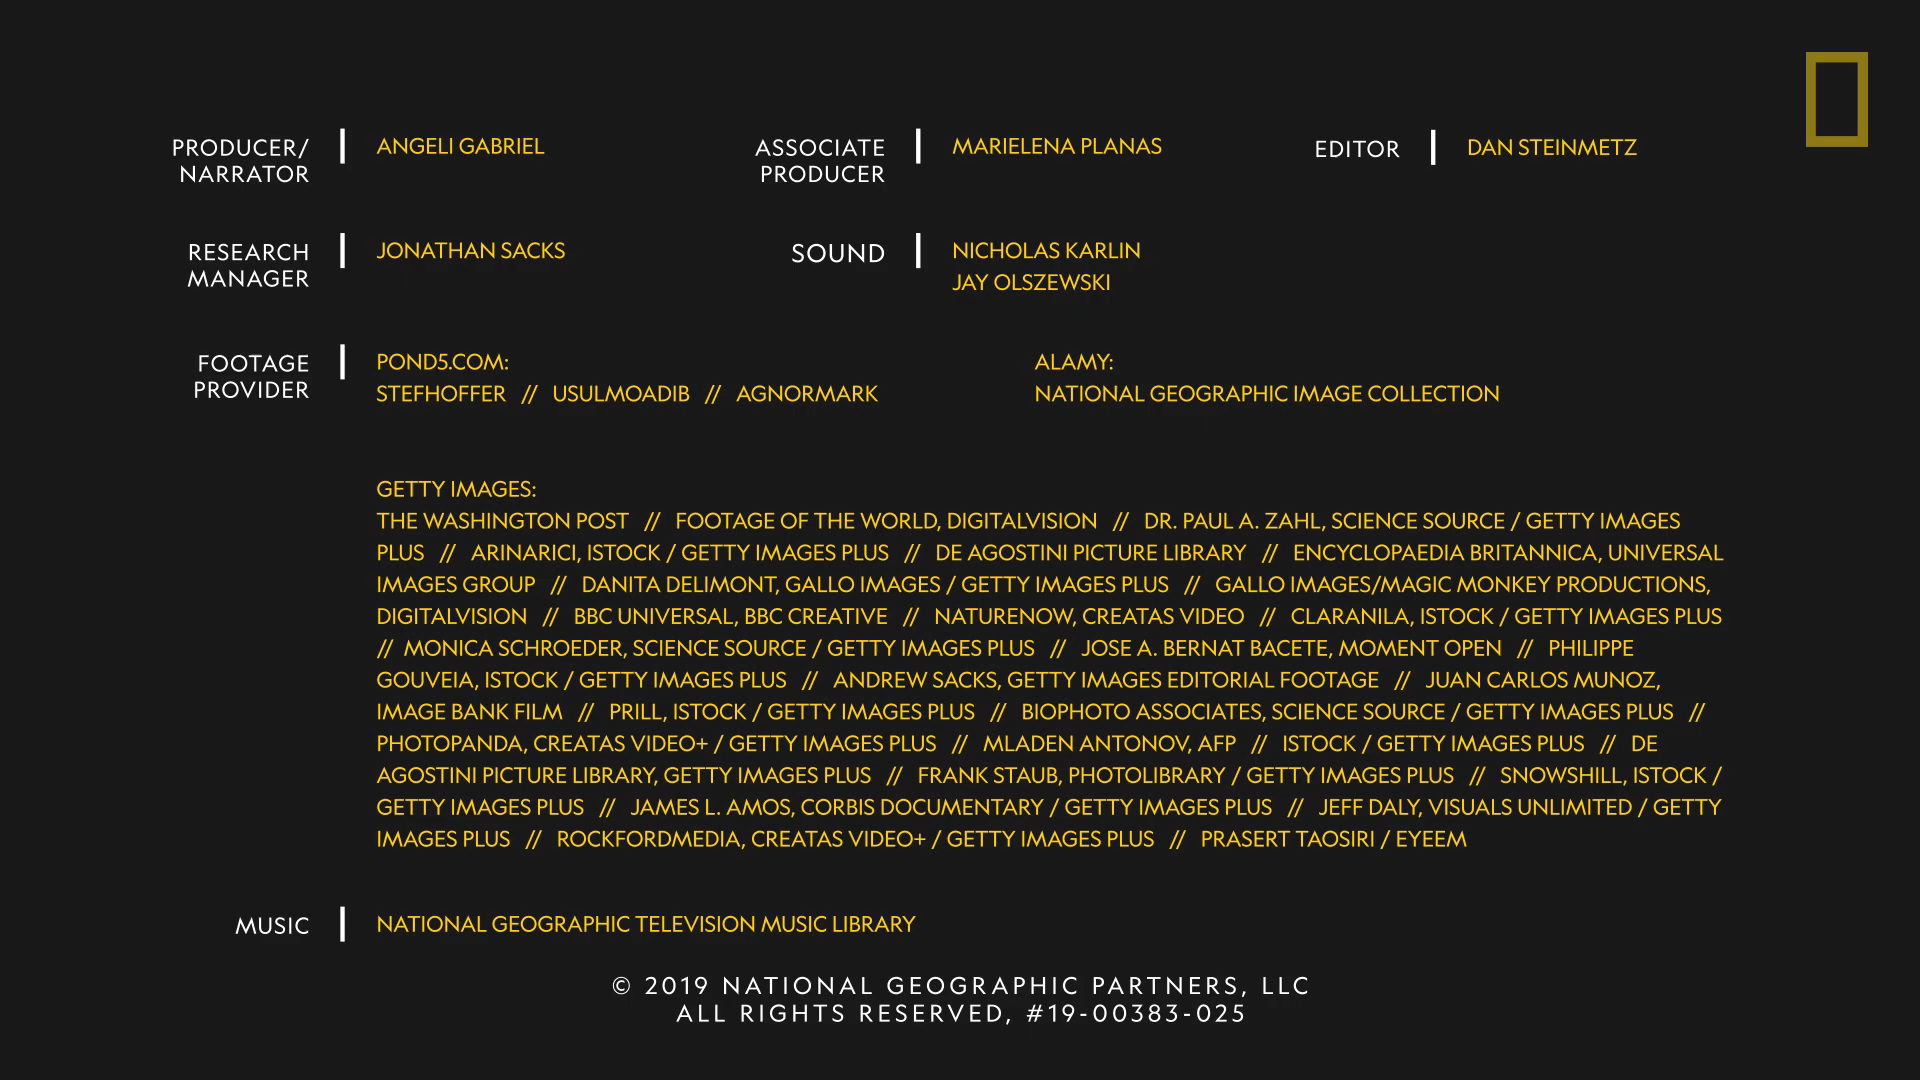 PRODUCER/
NARRATOR
ANGELI GABRIEL
ASSOCIATE
PRODUCER
MARIELENA PLANAS
EDITOR
DAN STEINMETZ
RESEARCH
MANAGER
JONATHAN SACKS
SOUND
NICHOLAS KARLIN
JAY OLSZEWSKI
FOOTAGE
PROVIDER
POND5.COM:
STEFHOFFER // USULMOADIB // AGNORMARK
ALAMY:
NATIONAL GEOGRAPHIC IMAGE COLLECTION
GETTY IMAGES:
THE WASHINGTON POST // FOOTAGE OF THE WORLD, DIGITALVISION // DR. PAUL A. ZAHL, SCIENCE SOURCE / GETTY IMAGES
PLUS // ARINARICI, ISTOCK / GETTY IMAGES PLUS // DE AGOSTINI PICTURE LIBRARY // ENCYCLOPAEDIA BRITANNICA, UNIVERSAL
IMAGES GROUP // DANITA DELIMONT, GALLO IMAGES / GETTY IMAGES PLUS // GALLO IMAGES/MAGIC MONKEY PRODUCTIONS,
DIGITALVISION // BBC UNIVERSAL, BBC CREATIVE // NATURENOW, CREATAS VIDEO // CLARANILA, ISTOCK / GETTY IMAGES PLUS
// MONICA SCHROEDER, SCIENCE SOURCE / GETTY IMAGES PLUS // JOSE A. BERNAT BACETE, MOMENT OPEN // PHILIPPE
GOUVEIA, ISTOCK / GETTY IMAGES PLUS // ANDREW SACKS, GETTY IMAGES EDITORIAL FOOTAGE // JUAN CARLOS MUNOZ,
IMAGE BANK FILM // PRILL, ISTOCK / GETTY IMAGES PLUS // BIOPHOTO ASSOCIATES, SCIENCE SOURCE / GETTY IMAGES PLUS //
PHOTOPANDA, CREATAS VIDEO+ / GETTY IMAGES PLUS // MLADEN ANTONOV, AFP // ISTOCK / GETTY IMAGES PLUS // DE
AGOSTINI PICTURE LIBRARY, GETTY IMAGES PLUS // FRANK STAUB, PHOTOLIBRARY / GETTY IMAGES PLUS // SNOWSHILL, ISTOCK /
GETTY IMAGES PLUS // JAMES L. AMOS, CORBIS DOCUMENTARY / GETTY IMAGES PLUS // JEFF DALY, VISUALS UNLIMITED / GETTY
IMAGES PLUS // ROCKFORDMEDIA, CREATAS VIDEO+ / GETTY IMAGES PLUS // PRASERT TAOSIRI / EYEEM
MUSIC
NATIONAL GEOGRAPHIC TELEVISION MUSIC LIBRARY
© 2019 NATIONAL GEOGRAPHIC PARTNERS, LLC
ALL RIGHTS RESERVED, #19-00383-025